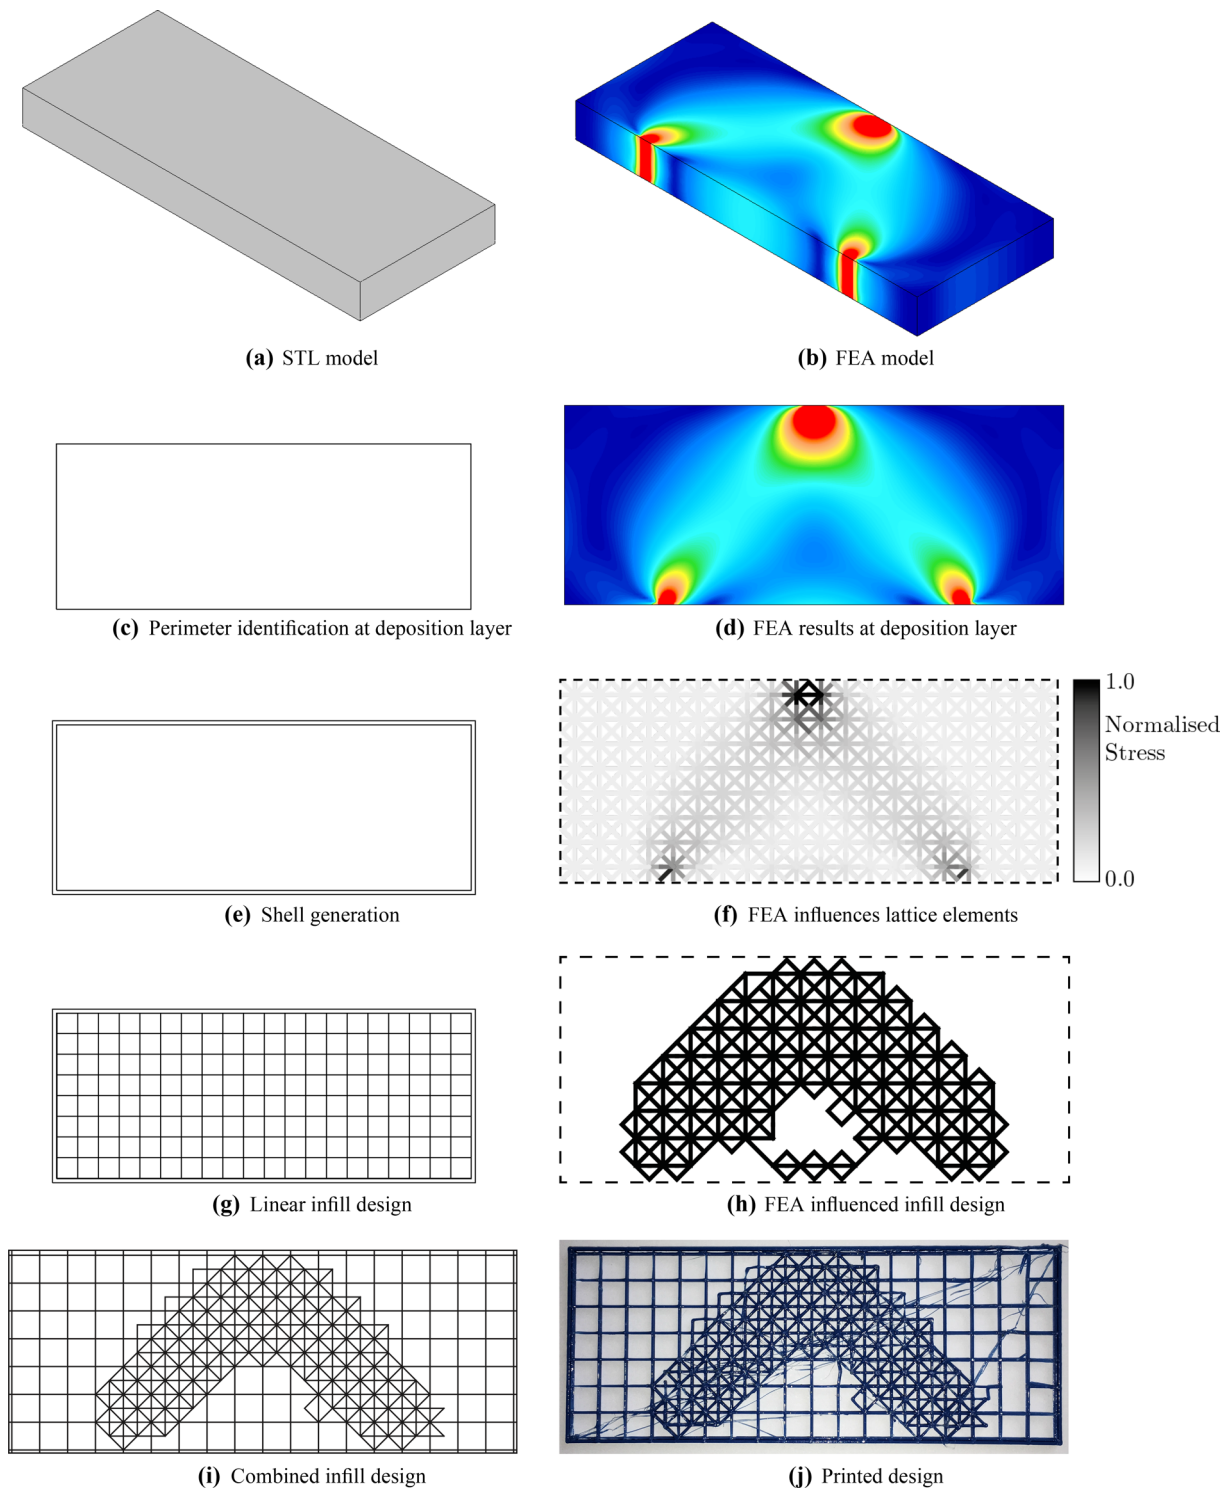 (a) STL model
(b) FEA model
(c) Perimeter identification at deposition layer
(d) FEA results at deposition layer
1.0
Normalised
Stress
0.0
(e) Shell generation
(f) FEA influences lattice elements
(g) Linear infill design
(h) FEA influenced infill design
(i) Combined infill design
(j) Printed design